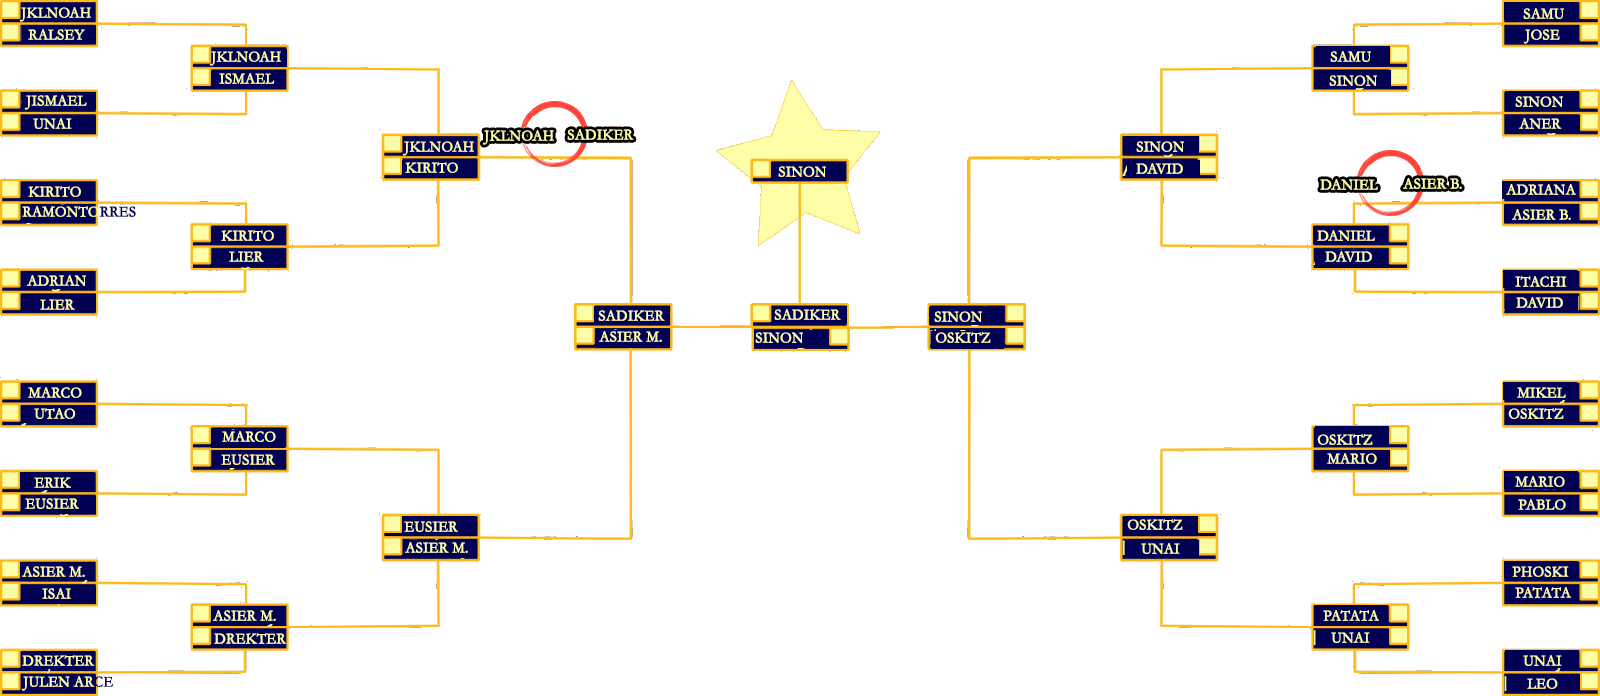 JKLNOAH
RALSEY
JISMAEL
UNAI
KIRITO
RAMONTORRES
ADRIAN
LIER
MARCO
UTAO
ERIK
EUSIER
ASIER M.
ISAI
DREKTER
JULEN ARCE
JKLNOAH
ISMAEL
KIRITO
LIER
MARCO
EUSIER
ASIER M.
DREKTER
JKLNOAH
KIRITO
EUSIER
ASIER M.
JKLNOAH SADIKER
SADIKER
ASIER M.
SINON
SADIKER
SINON
SINON
OSKITZ
SINON
DAVID
OSKITZ
UNAI
SAMU
SINON
DANIEL ASIER B.
DANIEL
DAVID
OSKITZ
MARIO
PATATA
UNAI
SAMU
JOSE
SINON
ANER
ADRIANA
ASIER B.
ITACHI
DAVID
MIKEL
OSKITZ
MARIO
PABLO
PHOSKI
PATATA
UNAI
LEO